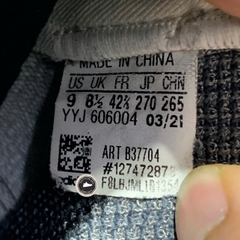 MADE IN CHINA
US UK FR JP CHN
9 8½ 42⅔ 270 265
YYJ 606004 03/21
ART B37704
#127472873